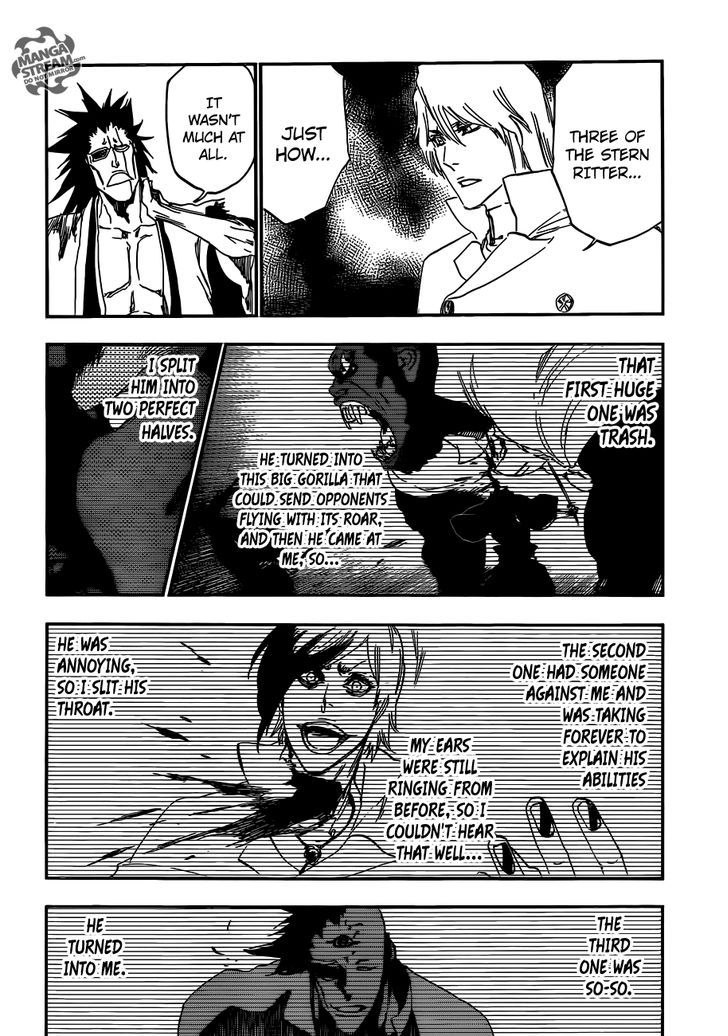 MANGA
STREAM.com
DO NOT MIRROR
THREE OF
THE STERN
RITTER...
JUST
HOW...
IT
WASN'T
MUCH AT
ALL.
THAT
FIRST HUGE
ONE WAS
TRASH.
HE TURNED INTO
THIS BIG GORILLA THAT
COULD SEND OPPONENTS
FLYING WITH ITS ROAR,
AND THEN HE CAME AT
ME, SO...
I SPLIT
HIM INTO
TWO PERFECT
HALVES.
THE SECOND
ONE HAD SOMEONE
AGAINST ME AND
WAS TAKING
FOREVER TO
EXPLAIN HIS
ABILITIES
MY EARS
WERE STILL
RINGING FROM
BEFORE, SO I
COULDN'T HEAR
THAT WELL...
HE WAS
ANNOYING,
SO I SLIT HIS
THROAT.
THE
THIRD
ONE WAS
SO-SO.
HE
TURNED
INTO ME.